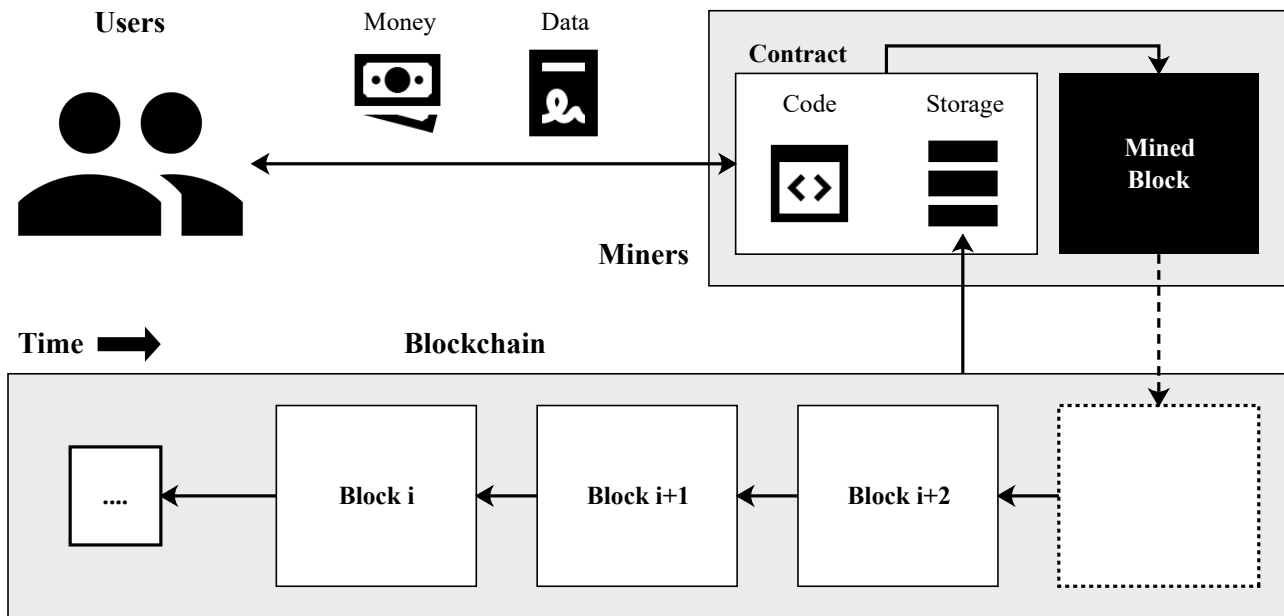 Users
Money
Data
Contract
Code
Storage
Mined
Block
Miners
Time
Blockchain
....
Block i
Block i+1
Block i+2